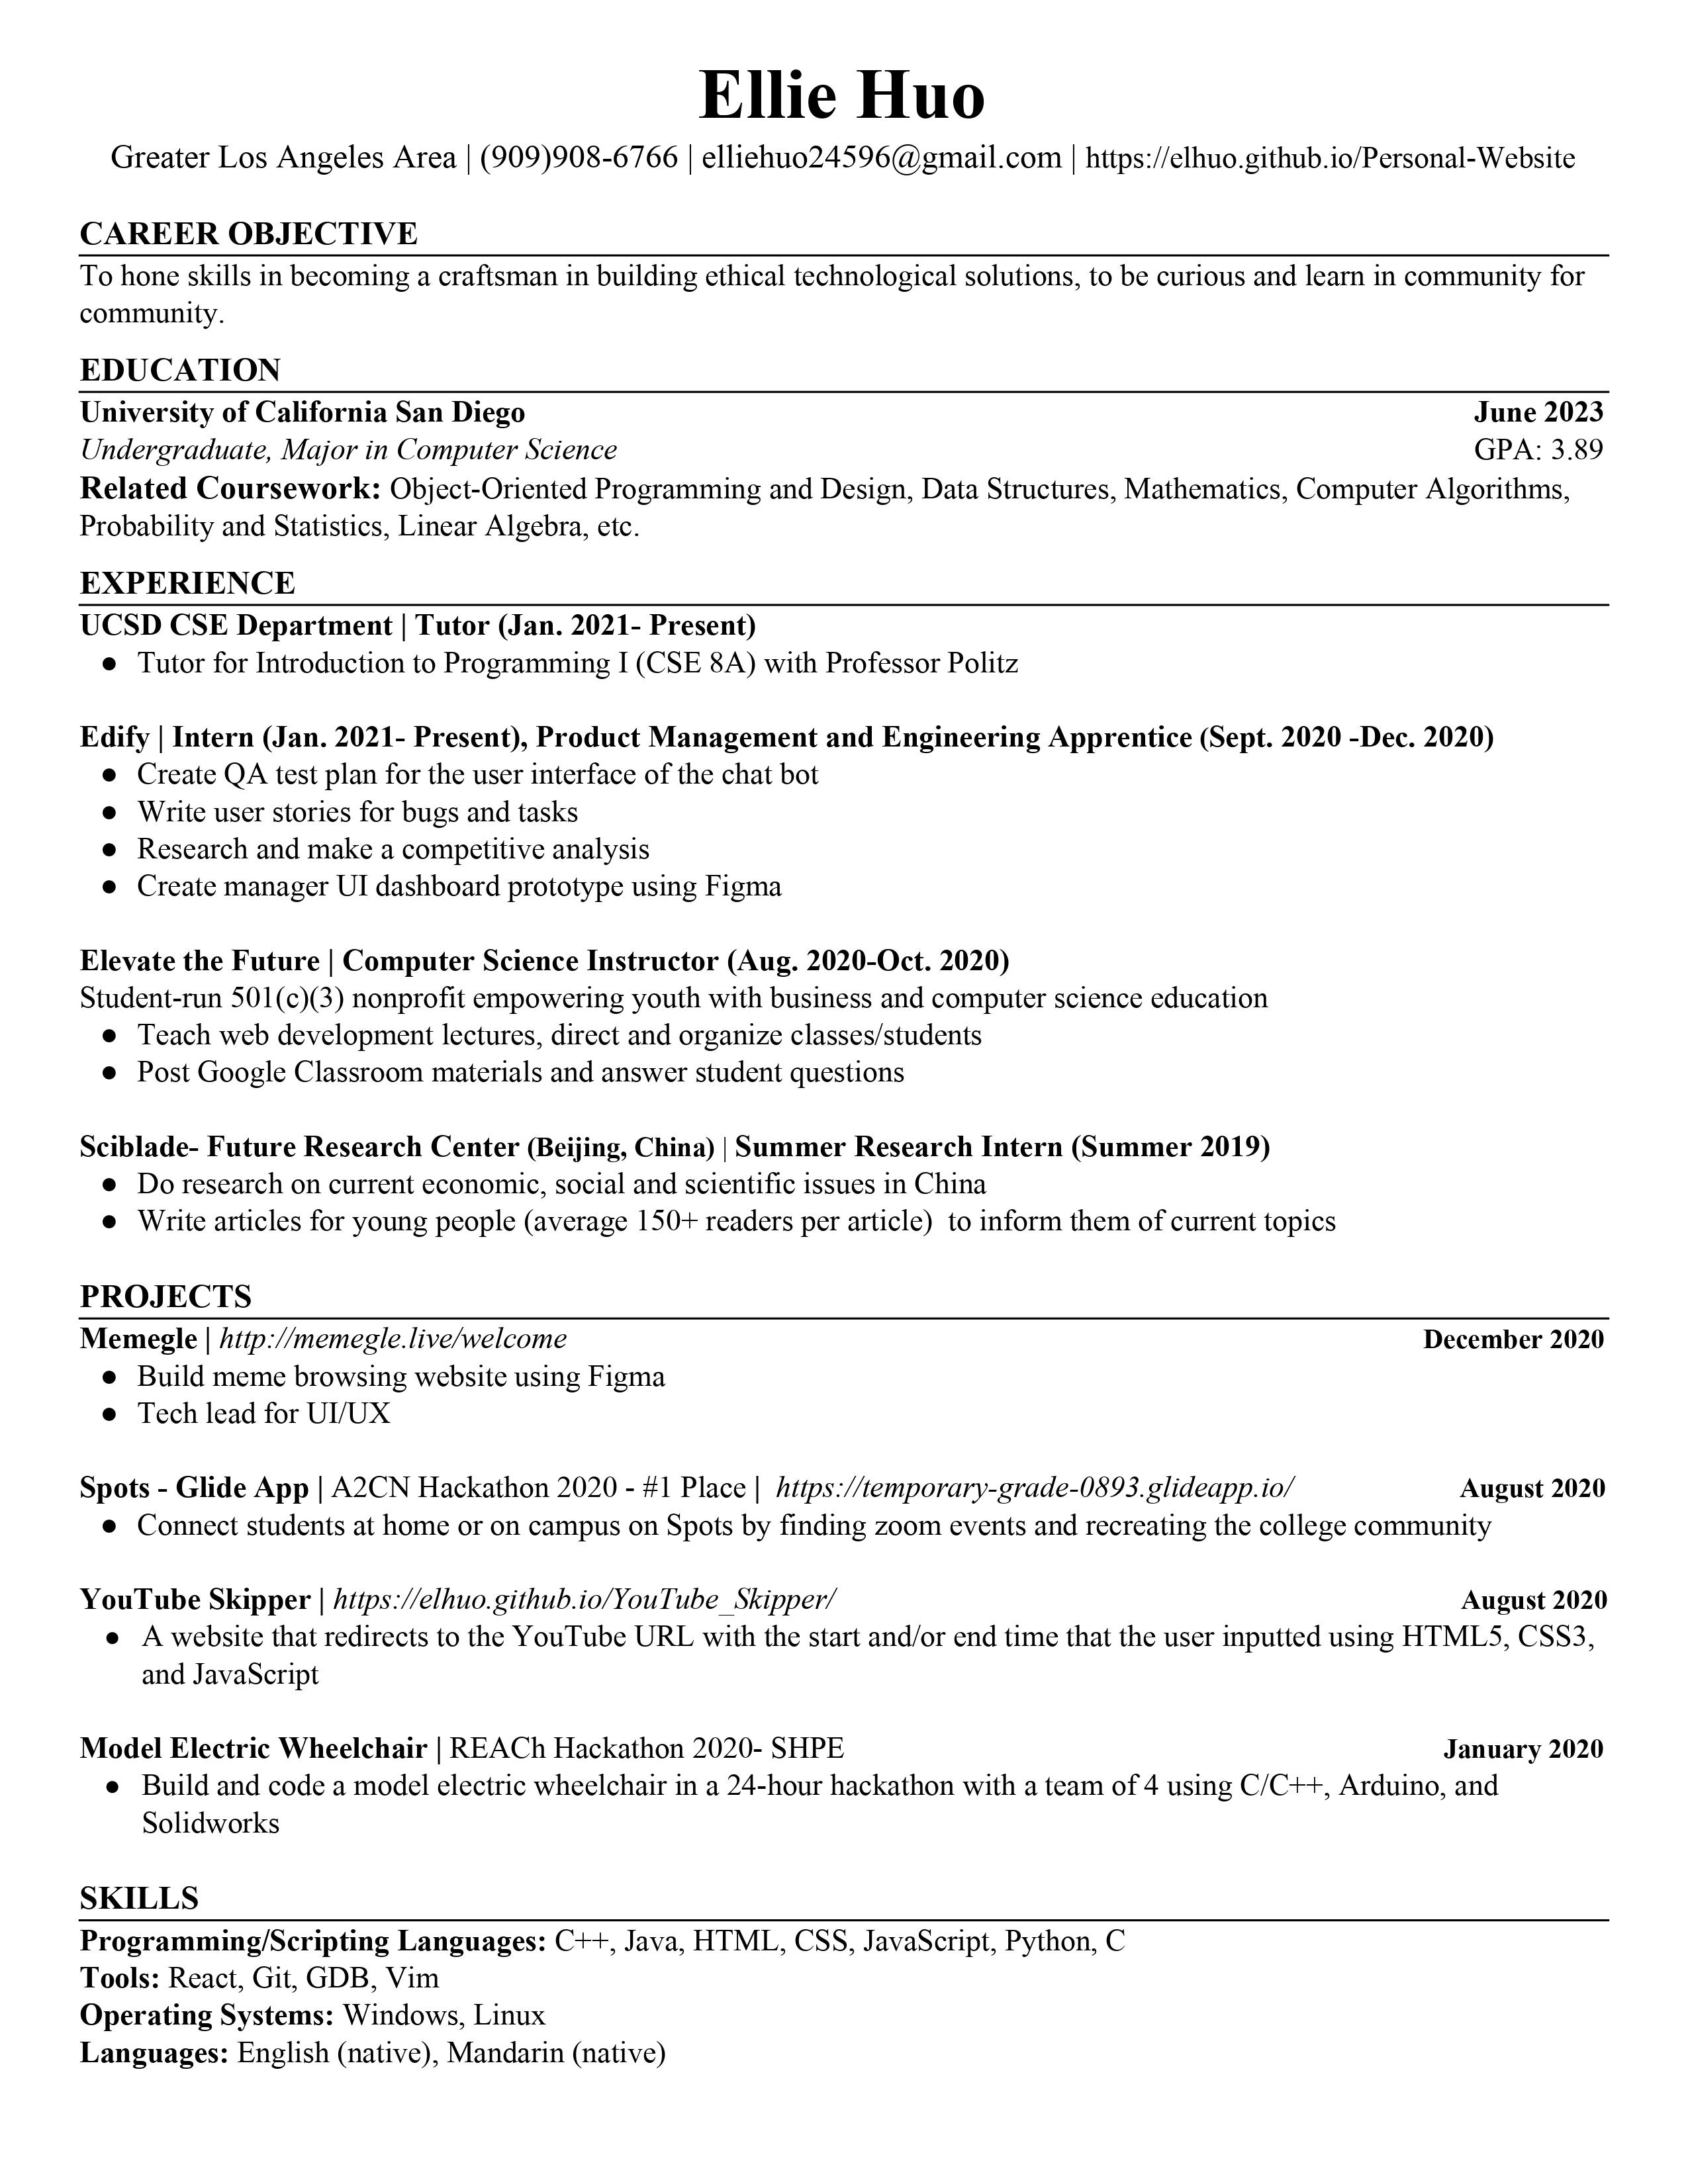 Ellie Huo
Greater Los Angeles Area | (909)908-6766 | elliehuo24596@gmail.com | https://elhuo.github.io/Personal-Website
CAREER OBJECTIVE
To hone skills in becoming a craftsman in building ethical technological solutions, to be curious and learn in community for
community.
EDUCATION
University of California San Diego June 2023
Undergraduate, Major in Computer Science GPA: 3.89
Related Coursework: Object-Oriented Programming and Design, Data Structures, Mathematics, Computer Algorithms,
Probability and Statistics, Linear Algebra, etc.
EXPERIENCE
UCSD CSE Department | Tutor (Jan. 2021- Present)
● Tutor for Introduction to Programming I (CSE 8A) with Professor Politz
Edify | Intern (Jan. 2021- Present), Product Management and Engineering Apprentice (Sept. 2020 -Dec. 2020)
● Create QA test plan for the user interface of the chat bot
● Write user stories for bugs and tasks
● Research and make a competitive analysis
● Create manager UI dashboard prototype using Figma
Elevate the Future | Computer Science Instructor (Aug. 2020-Oct. 2020)
Student-run 501(c)(3) nonprofit empowering youth with business and computer science education
● Teach web development lectures, direct and organize classes/students
● Post Google Classroom materials and answer student questions
Sciblade- Future Research Center (Beijing, China) | Summer Research Intern (Summer 2019)
● Do research on current economic, social and scientific issues in China
● Write articles for young people (average 150+ readers per article)  to inform them of current topics
PROJECTS
Memegle | http://memegle.live/welcome December 2020
● Build meme browsing website using Figma
● Tech lead for UI/UX
Spots - Glide App | A2CN Hackathon 2020 - #1 Place |  https://temporary-grade-0893.glideapp.io/ August 2020
● Connect students at home or on campus on Spots by finding zoom events and recreating the college community
YouTube Skipper | https://elhuo.github.io/YouTube_Skipper/ August 2020
● A website that redirects to the YouTube URL with the start and/or end time that the user inputted using HTML5, CSS3,
and JavaScript
Model Electric Wheelchair | REACh Hackathon 2020- SHPE January 2020
● Build and code a model electric wheelchair in a 24-hour hackathon with a team of 4 using C/C++, Arduino, and
Solidworks
SKILLS
Programming/Scripting Languages: C++, Java, HTML, CSS, JavaScript, Python, C
Tools: React, Git, GDB, Vim
Operating Systems: Windows, Linux
Languages: English (native), Mandarin (native)